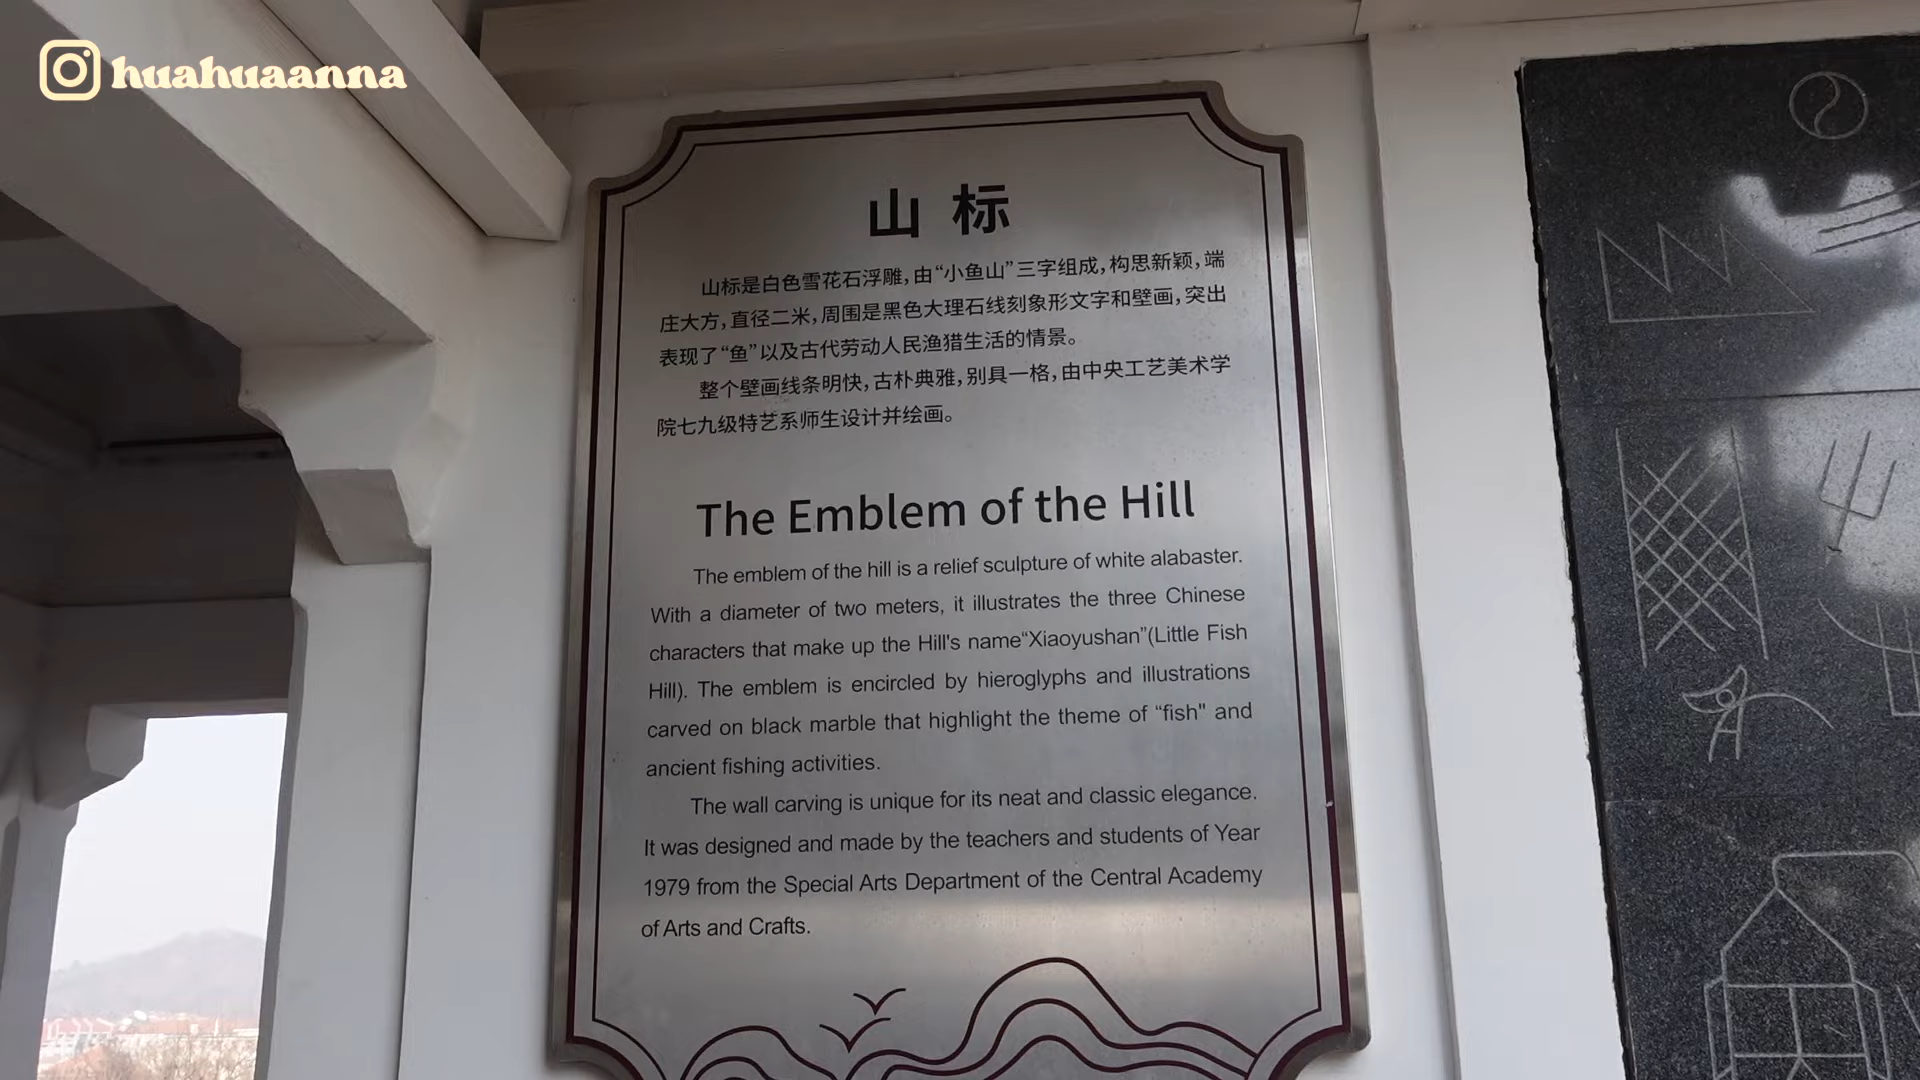 huahuaanna
山标
山标是白色雪花石浮雕,由“小鱼山”三字组成,构思新颖,端
庄大方,直径二米,周围是黑色大理石线刻象形文字和壁画,突出
表现了“鱼”以及古代劳动人民渔猎生活的情景。
整个壁画线条明快,古朴典雅,别具一格,由中央工艺美术学
院七九级特艺系师生设计并绘画。
The Emblem of the Hill
The emblem of the hill is a relief sculpture of white alabaster.
With a diameter of two meters, it illustrates the three Chinese
characters that make up the Hill's name“Xiaoyushan”(Little Fish
Hill). The emblem is encircled by hieroglyphs and illustrations
carved on black marble that highlight the theme of “fish" and
ancient fishing activities.
The wall carving is unique for its neat and classic elegance.
It was designed and made by the teachers and students of Year
1979 from the Special Arts Department of the Central Academy
of Arts and Crafts.